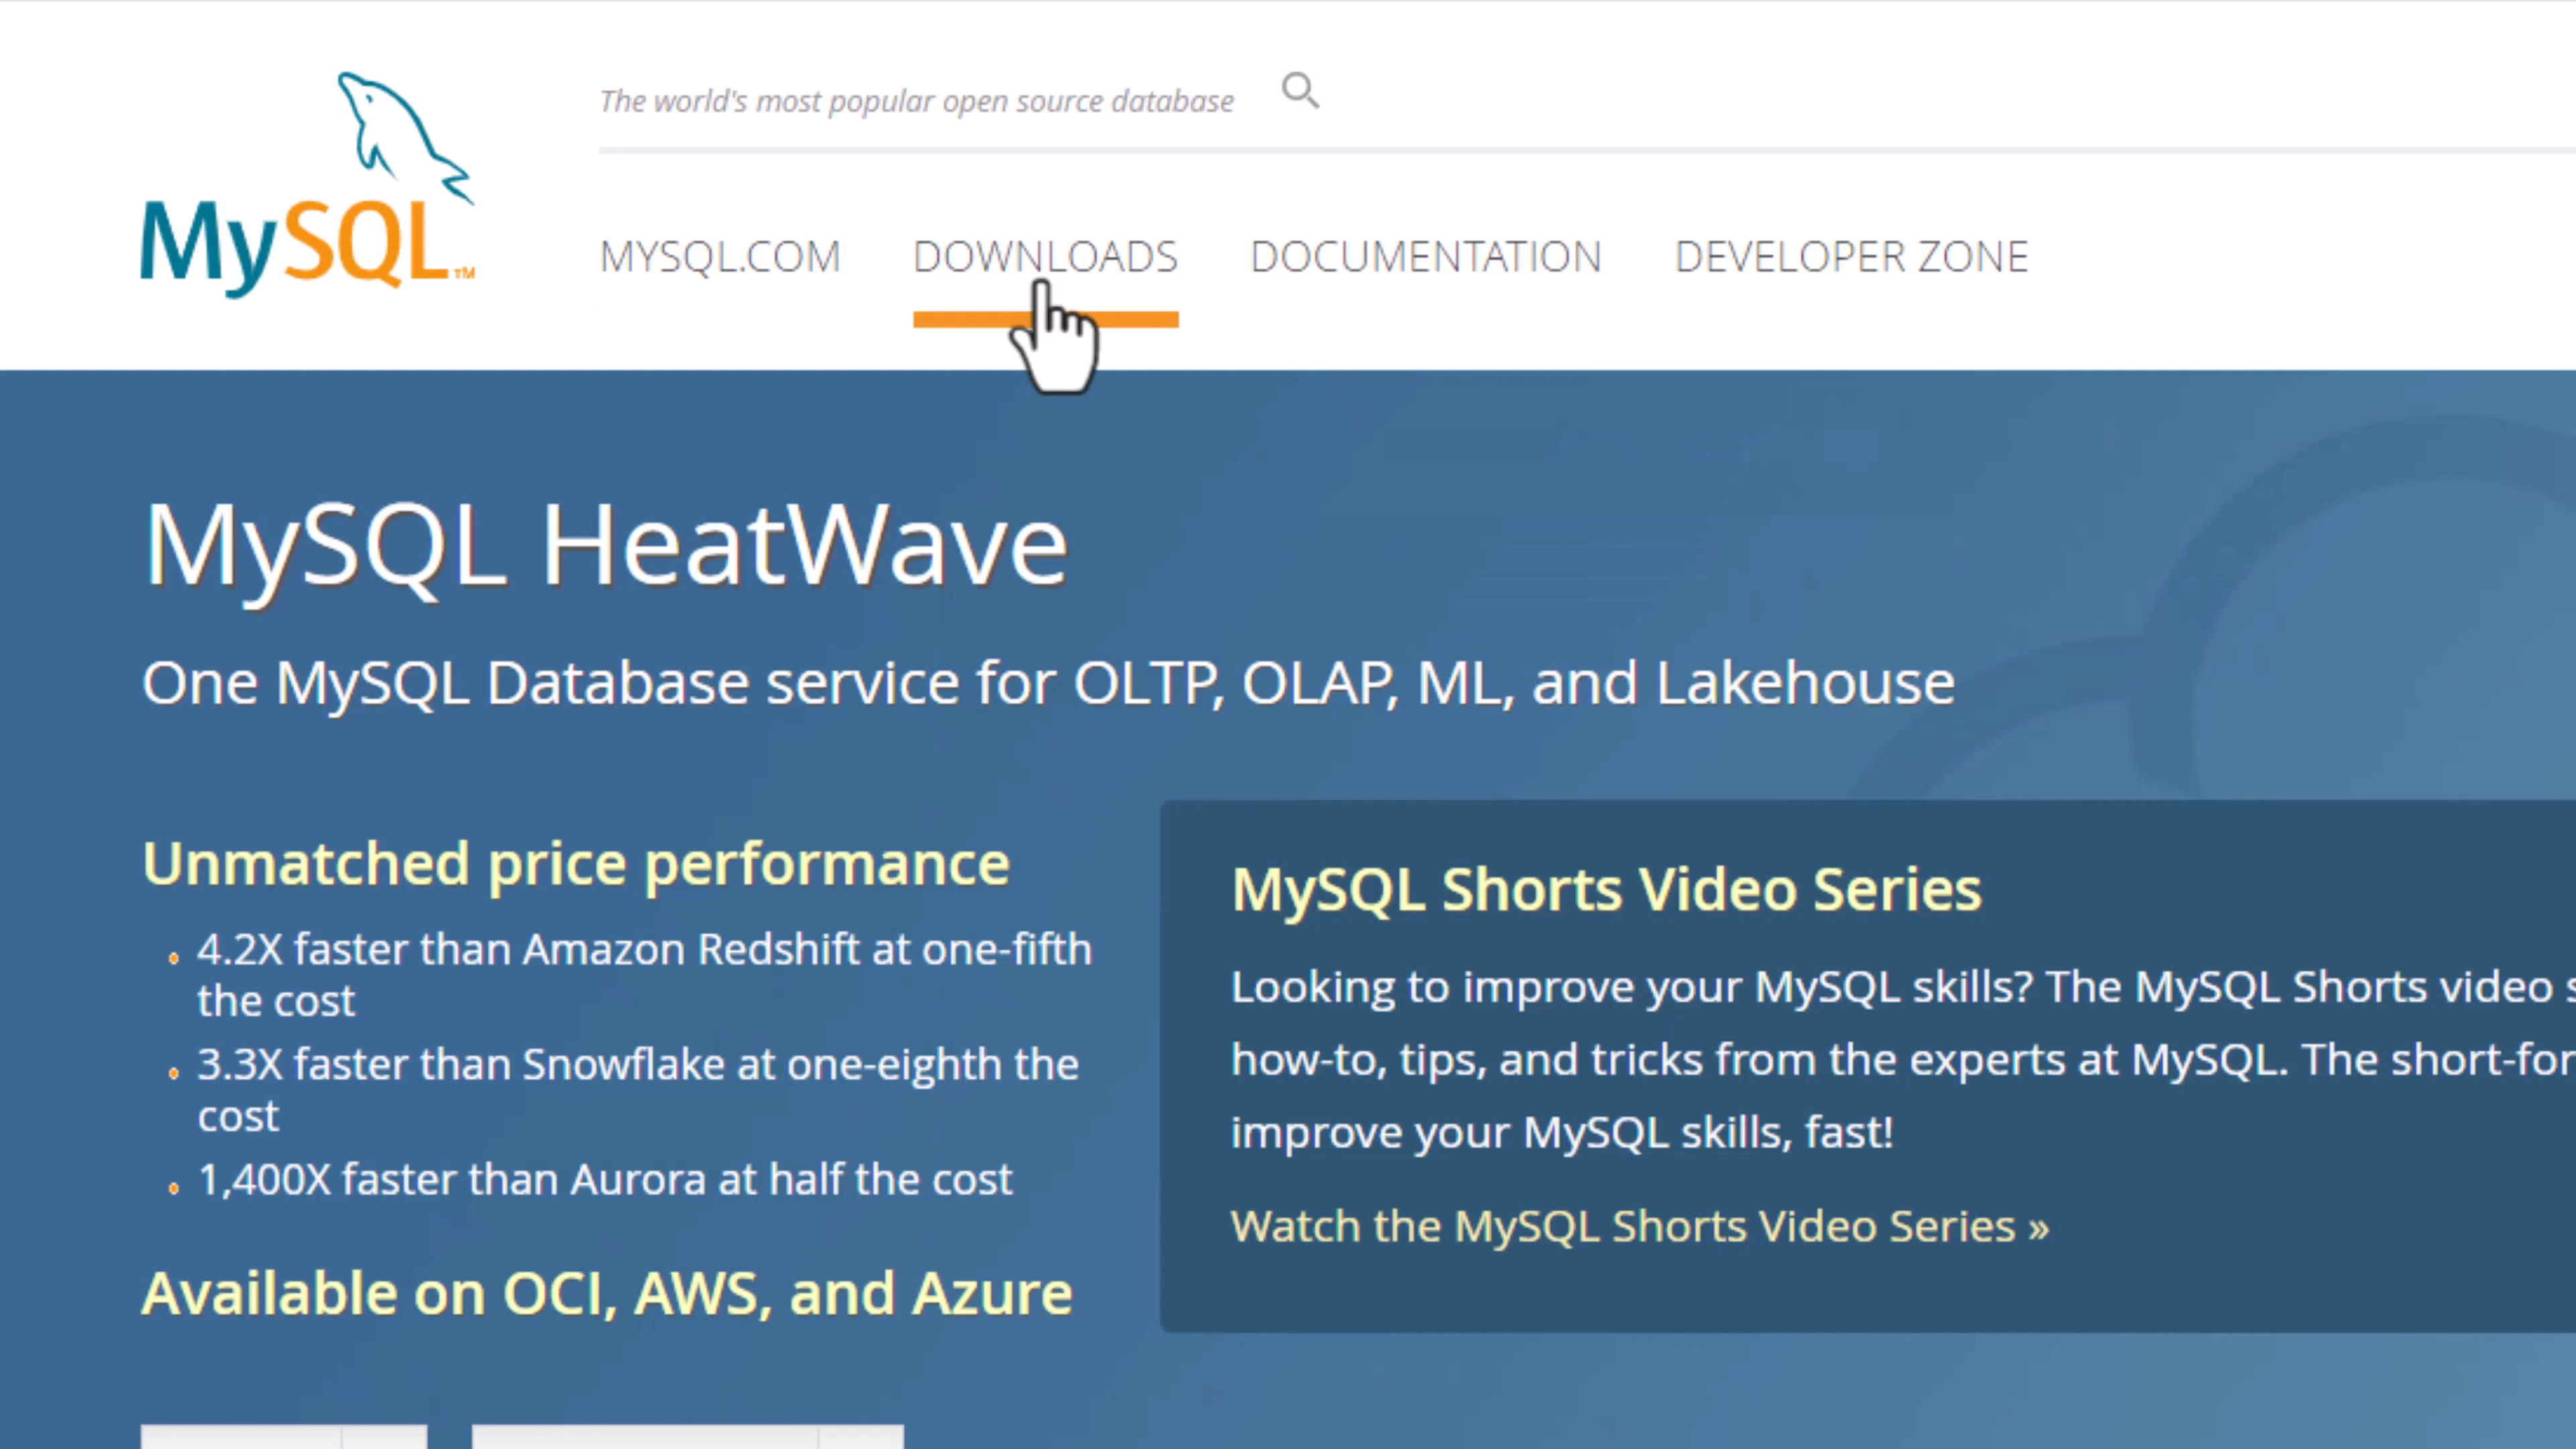 The world's most popular open source database
MySQL™
MYSQL.COM DOWNLOADS DOCUMENTATION DEVELOPER ZONE
MySQL HeatWave
One MySQL Database service for OLTP, OLAP, ML, and Lakehouse
Unmatched price performance
4.2X faster than Amazon Redshift at one-fifth
the cost
3.3X faster than Snowflake at one-eighth the
cost
1,400X faster than Aurora at half the cost
Available on OCI, AWS, and Azure
MySQL Shorts Video Series
Looking to improve your MySQL skills? The MySQL Shorts video
how-to, tips, and tricks from the experts at MySQL. The
improve your MySQL skills, fast!
Watch the MySQL Shorts Video Series »